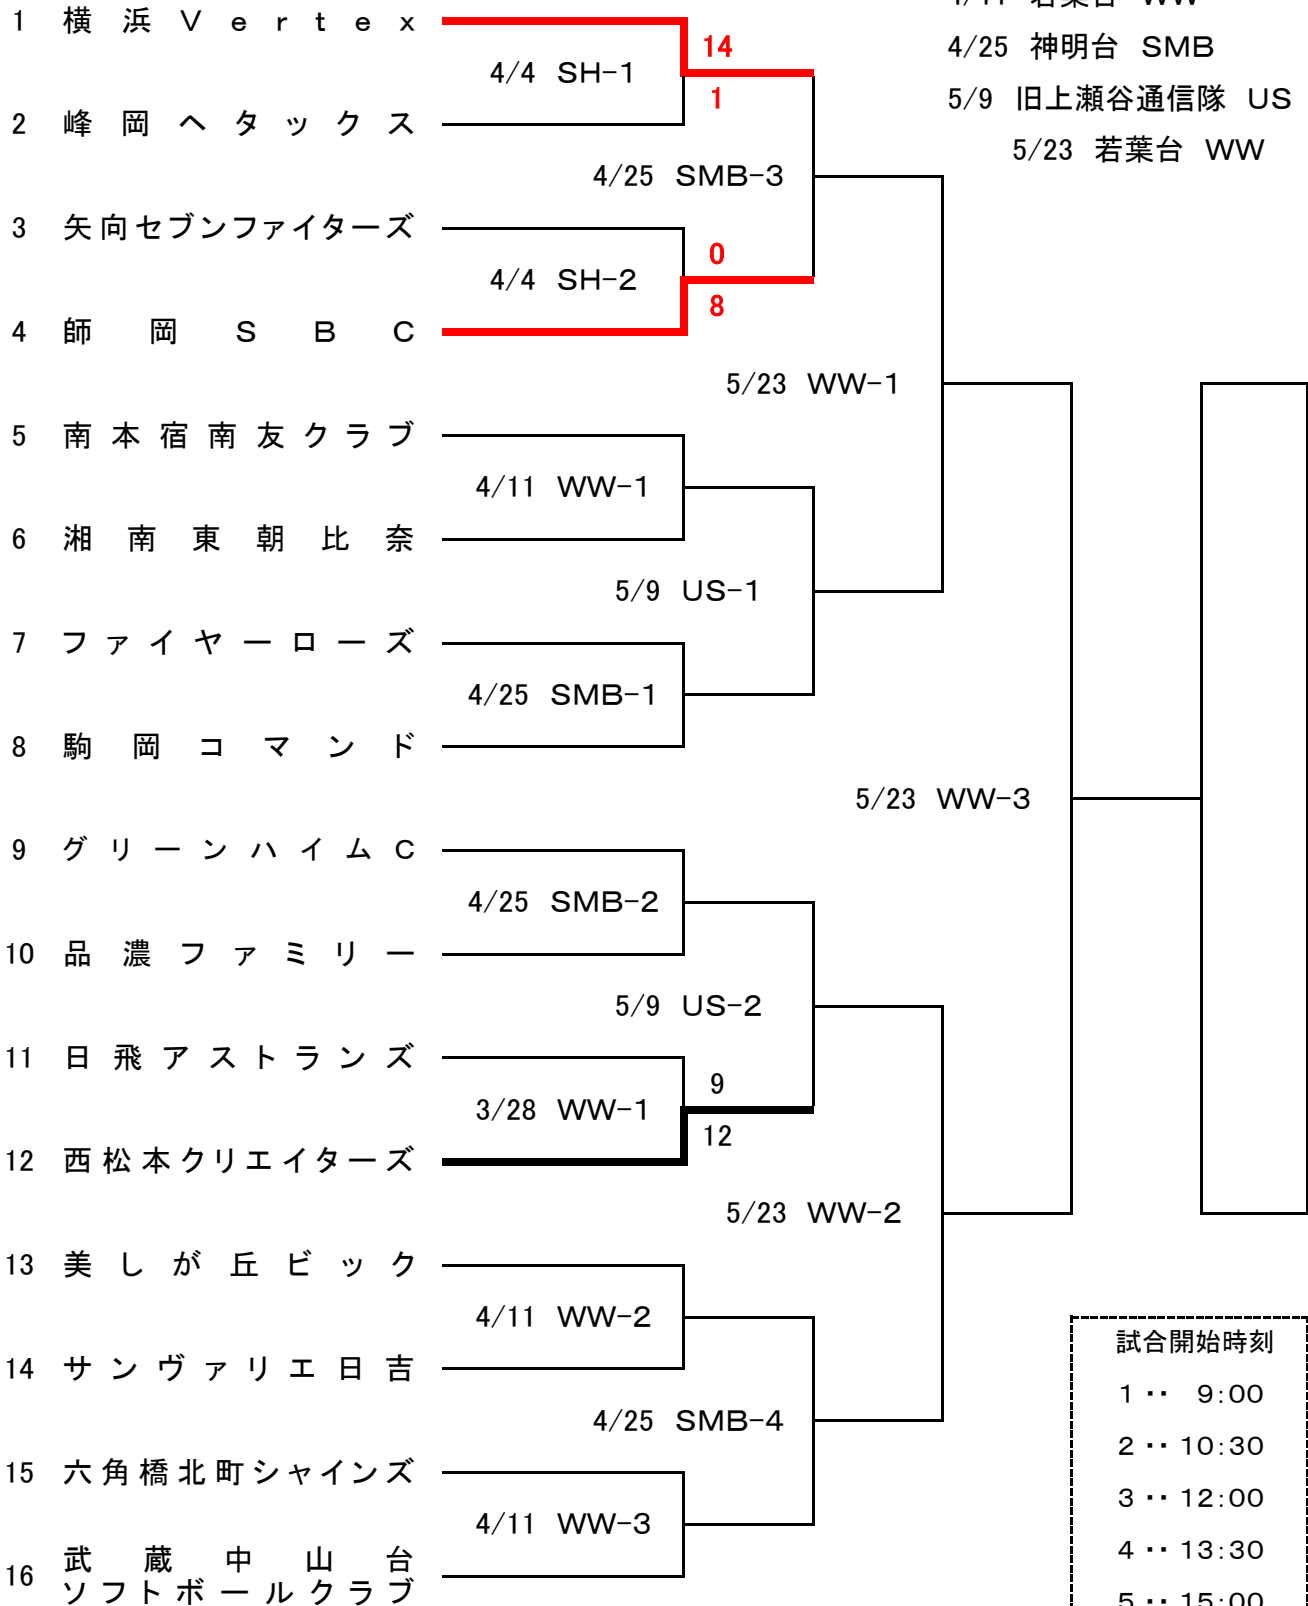 4/11 若葉台 WW
4/25 神明台 SMB
5/9 旧上瀬谷通信隊 US
5/23 若葉台 WW
1 横浜Vertex
14
4/4 SH-1
1
2 峰岡ヘタックス
4/25 SMB-3
3 矢向セブンファイターズ
0
4/4 SH-2
8
4 師岡SBC
5/23 WW-1
5 南本宿南友クラブ
4/11 WW-1
6 湘南東朝比奈
5/9 US-1
7 ファイヤーローズ
4/25 SMB-1
8 駒岡コマンド
5/23 WW-3
9 グリーンハイムC
4/25 SMB-2
10 品濃ファミリー
5/9 US-2
11 日飛アストランズ
9
3/28 WW-1
12
12 西松本クリエイターズ
5/23 WW-2
13 美しが丘ビック
4/11 WW-2
14 サンヴァリエ日吉
4/25 SMB-4
15 六角橋北町シャインズ
4/11 WW-3
16 武蔵中山台
ソフトボールクラブ
試合開始時刻
1 ‥ 9:00
2 ‥ 10:30
3 ‥ 12:00
4 ‥ 13:30
5 ‥ 15:00